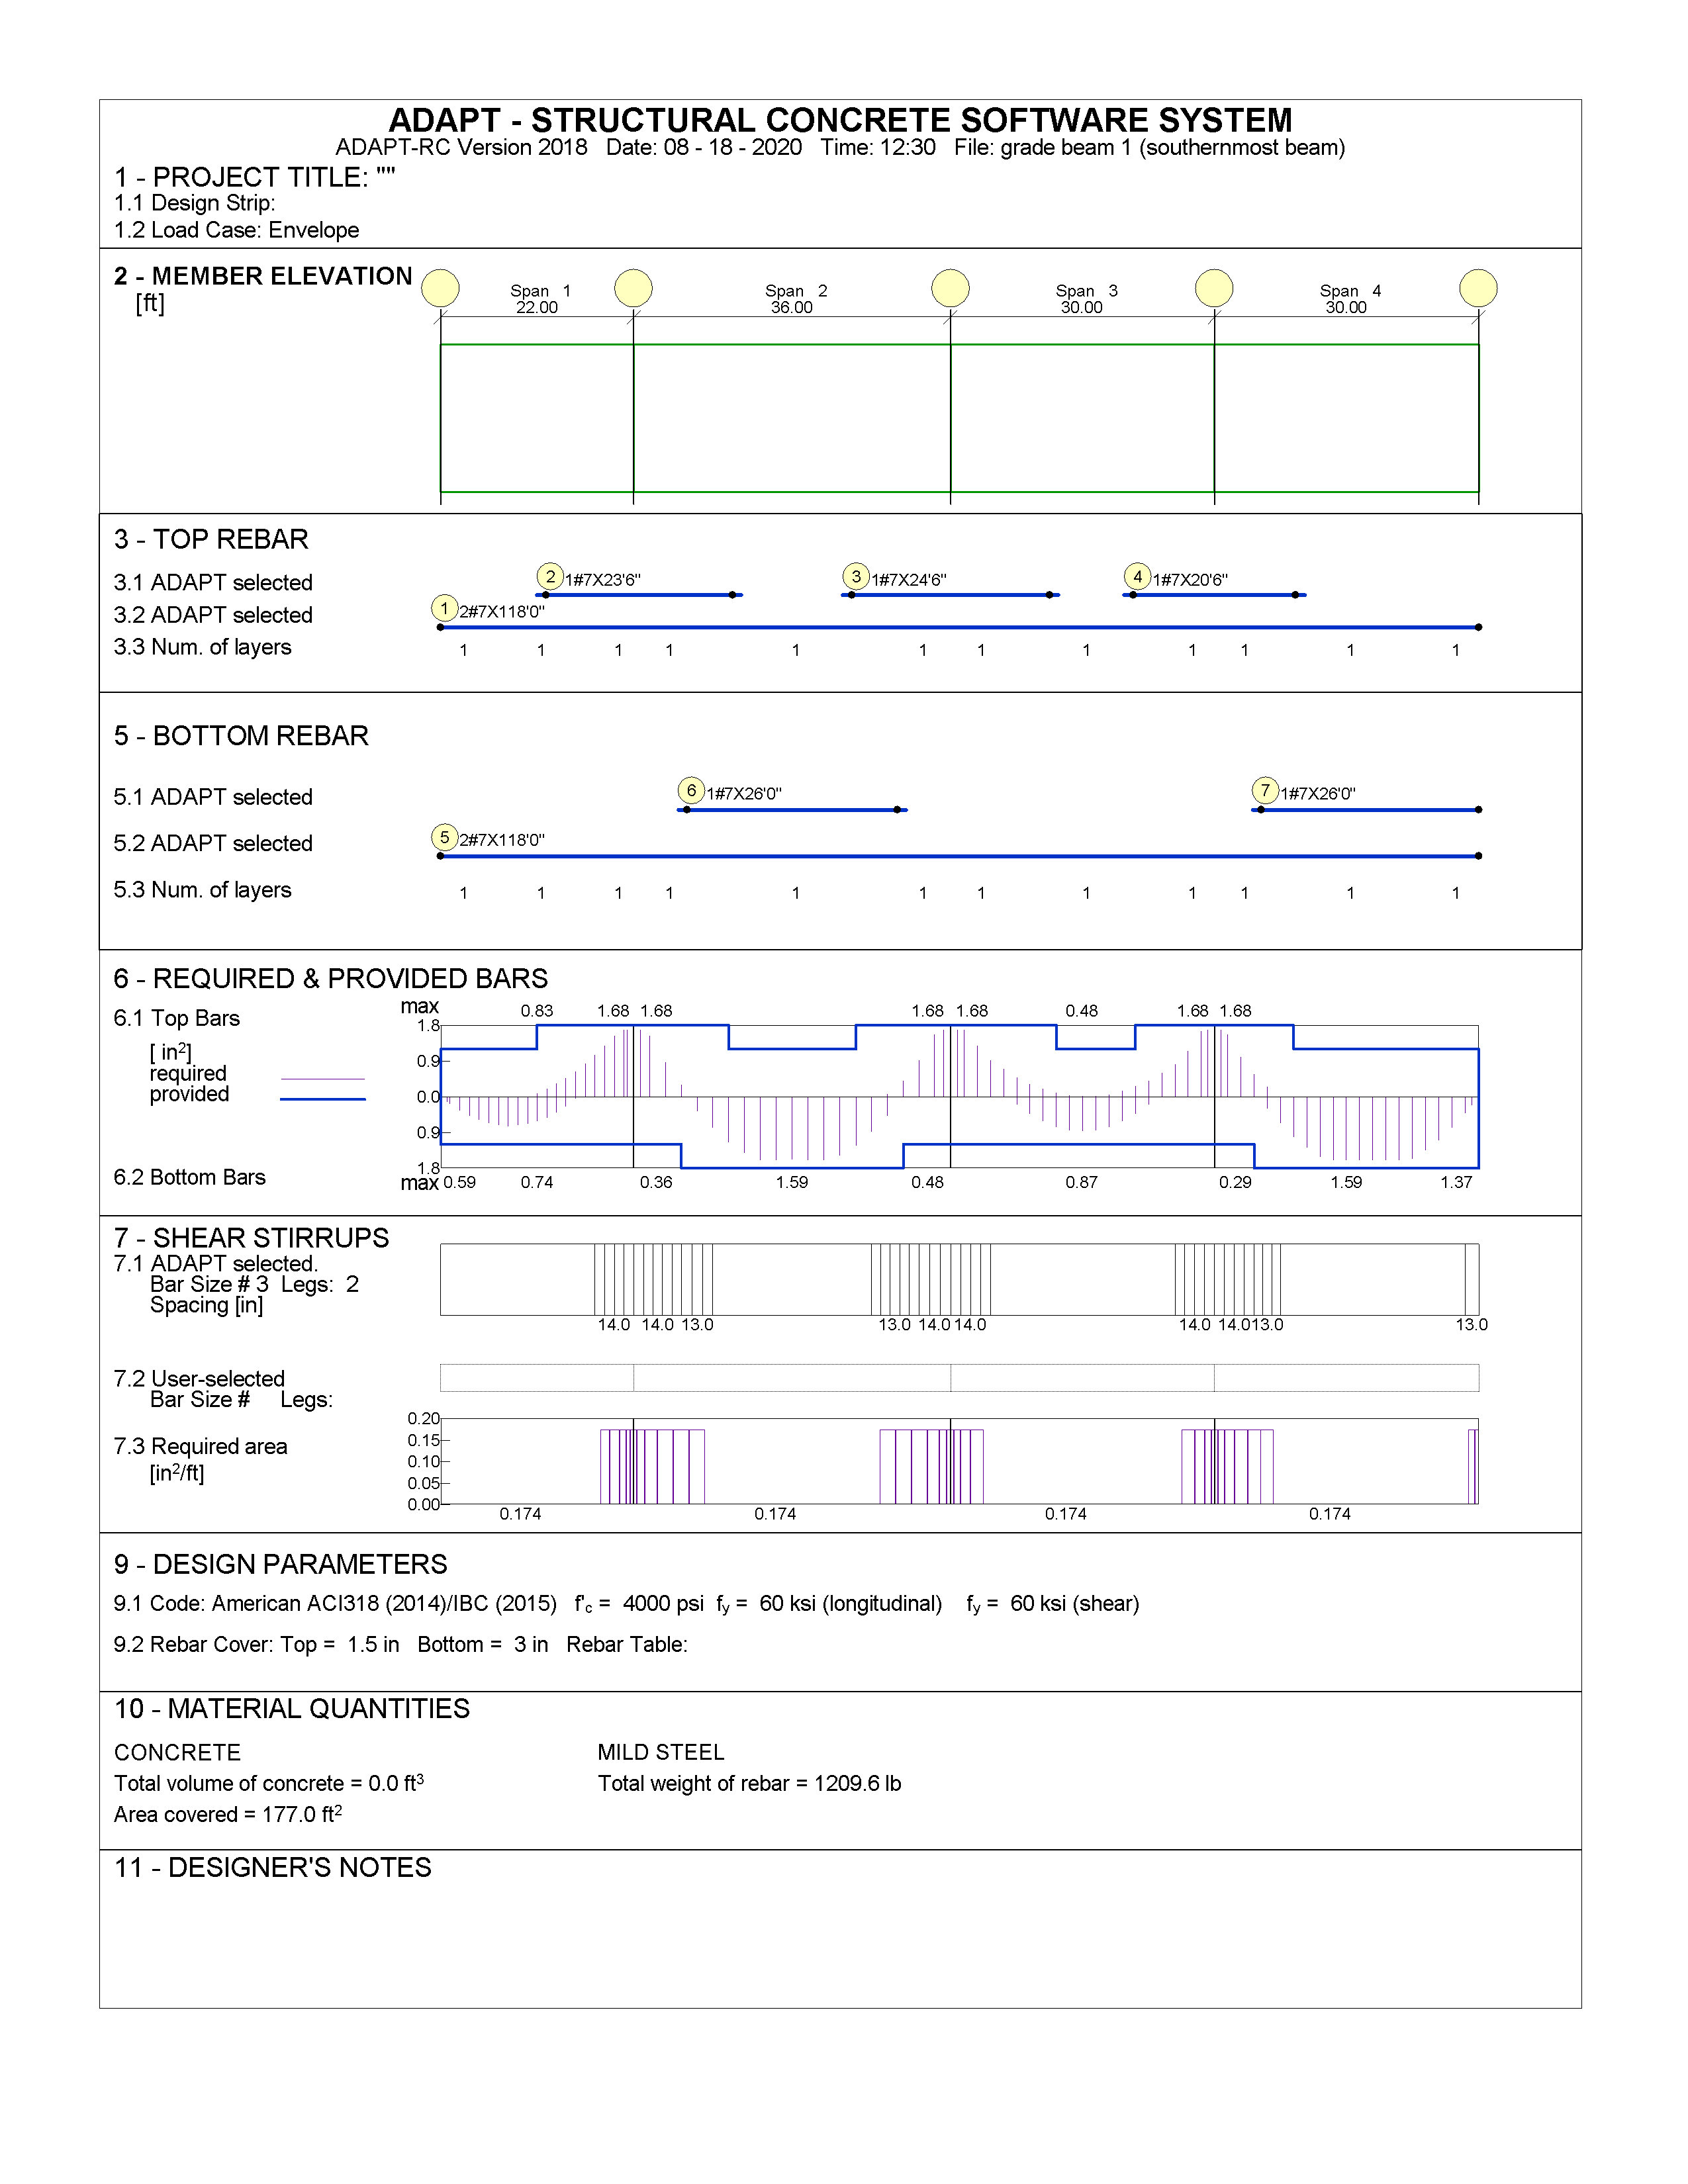 ADAPT - STRUCTURAL CONCRETE SOFTWARE SYSTEM
ADAPT-RC Version 2018 Date: 08 - 18 - 2020 Time: 12:30 File: grade beam 1 (southernmost beam)
1 - PROJECT TITLE: ""
1.1 Design Strip:
1.2 Load Case: Envelope
2 - MEMBER ELEVATION
[ft]
Span 1 Span 2 Span 3 Span 4
22.00 36.00 30.00 30.00
3 - TOP REBAR
3.1 ADAPT selected
2 1#7X23'6" 3 1#7X24'6" 4 1#7X20'6"
3.2 ADAPT selected
1 2#7X118'0"
3.3 Num. of layers
1 1 1 1 1 1 1 1 1 1 1 1
5 - BOTTOM REBAR
5.1 ADAPT selected
6 1#7X26'0" 7 1#7X26'0"
5.2 ADAPT selected
5 2#7X118'0"
5.3 Num. of layers
1 1 1 1 1 1 1 1 1 1 1 1
6 - REQUIRED & PROVIDED BARS
6.1 Top Bars
max 0.83 1.68 1.68 1.68 1.68 0.48 1.68 1.68
[ in2]
required
provided
1.8
0.9
0.0
0.9
1.8
6.2 Bottom Bars
max 0.59 0.74 0.36 1.59 0.48 0.87 0.29 1.59 1.37
7 - SHEAR STIRRUPS
7.1 ADAPT selected.
Bar Size # 3 Legs: 2
Spacing [in]
14.0 14.0 13.0 13.0 14.0 14.0 14.0 14.0 13.0 13.0
7.2 User-selected
Bar Size # Legs:
7.3 Required area
[in2/ft]
0.20
0.15
0.10
0.05
0.00
0.174 0.174 0.174 0.174
9 - DESIGN PARAMETERS
9.1 Code: American ACI318 (2014)/IBC (2015) f'c = 4000 psi fy = 60 ksi (longitudinal) fy = 60 ksi (shear)
9.2 Rebar Cover: Top = 1.5 in Bottom = 3 in Rebar Table:
10 - MATERIAL QUANTITIES
CONCRETE MILD STEEL
Total volume of concrete = 0.0 ft3 Total weight of rebar = 1209.6 lb
Area covered = 177.0 ft2
11 - DESIGNER'S NOTES